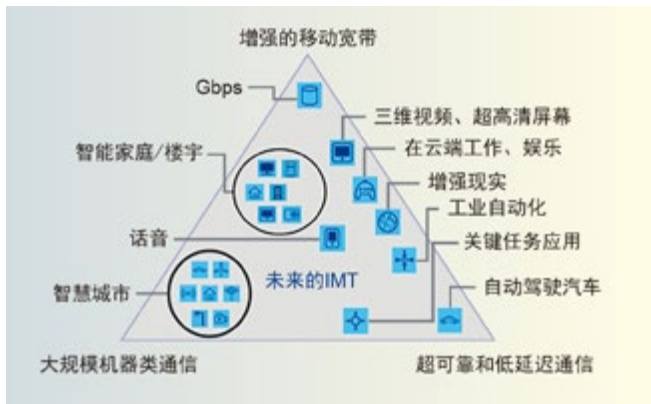 增强的移动宽带
Gbps
三维视频、超高清屏幕
智能家庭/楼宇
在云端工作、娱乐
增强现实
工业自动化
话音
关键任务应用
未来的IMT
智慧城市
自动驾驶汽车
大规模机器类通信
超可靠和低延迟通信